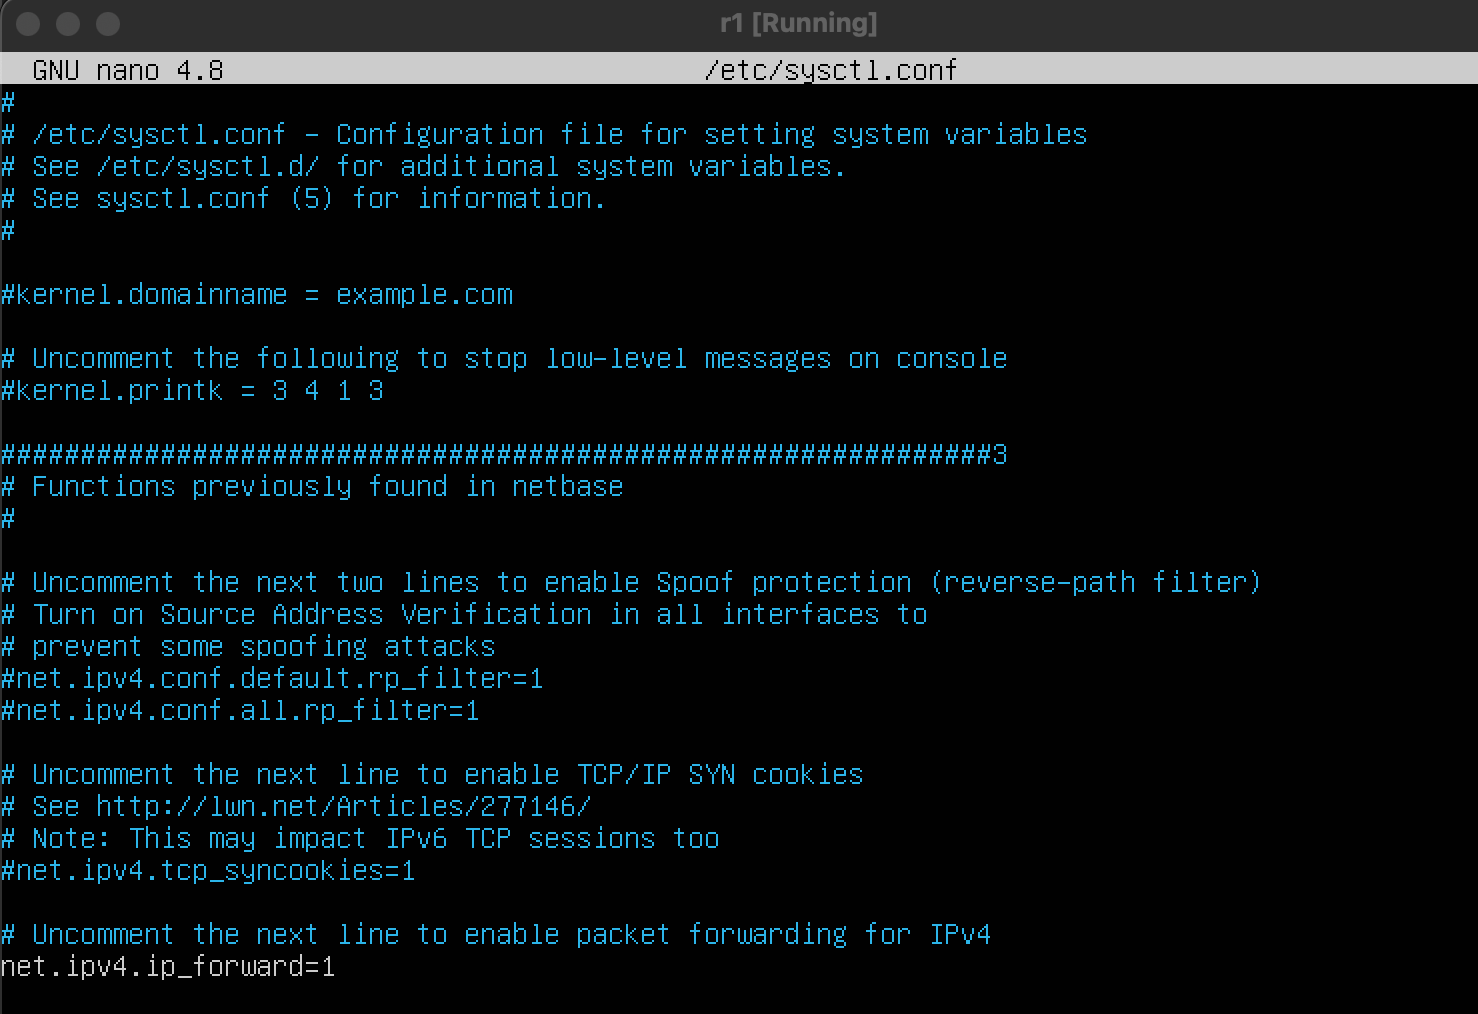 r1 [Running]
GNU nano 4.8 /etc/sysctl.conf
#
# /etc/sysctl.conf - Configuration file for setting system variables
# See /etc/sysctl.d/ for additional system variables.
# See sysctl.conf (5) for information.
#
#kernel.domainname = example.com
# Uncomment the following to stop low-level messages on console
#kernel.printk = 3 4 1 3
##############################################################3
# Functions previously found in netbase
#
# Uncomment the next two lines to enable Spoof protection (reverse-path filter)
# Turn on Source Address Verification in all interfaces to
# prevent some spoofing attacks
#net.ipv4.conf.default.rp_filter=1
#net.ipv4.conf.all.rp_filter=1
# Uncomment the next line to enable TCP/IP SYN cookies
# See http://lwn.net/Articles/277146/
# Note: This may impact IPv6 TCP sessions too
#net.ipv4.tcp_syncookies=1
# Uncomment the next line to enable packet forwarding for IPv4
net.ipv4.ip_forward=1